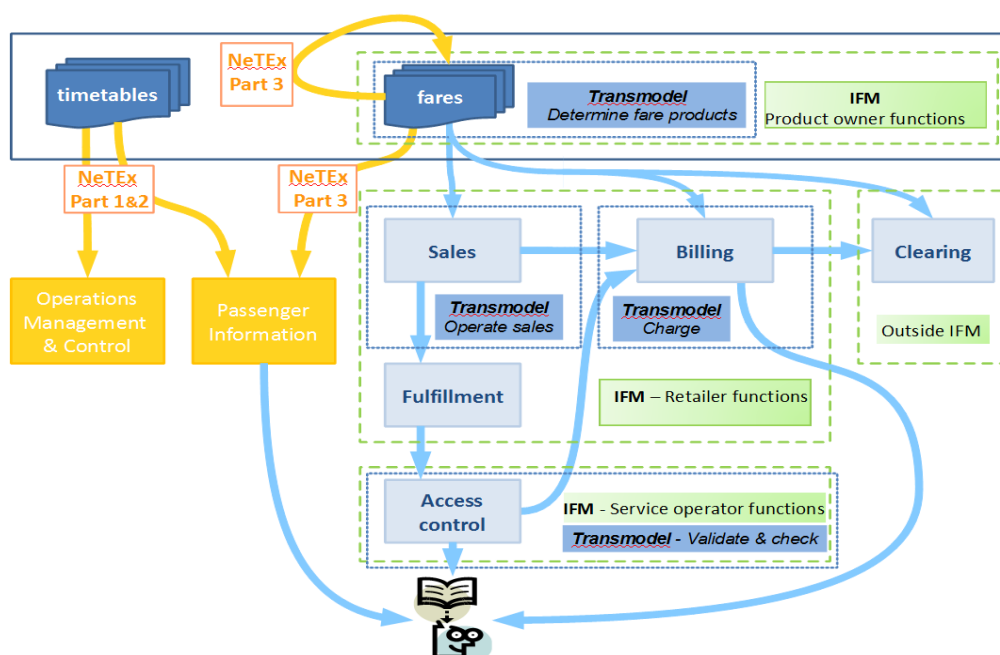 timetables
NeTEx
Part 3
fares
Transmodel
Determine fare products
IFM
Product owner functions
NeTEx
Part 1&2
NeTEx
Part 3
Sales
Billing
Clearing
Operations
Management
& Control
Passenger
Information
Transmodel
Operate sales
Transmodel
Charge
Outside IFM
Fulfillment
IFM – Retailer functions
Access
control
IFM - Service operator functions
Transmodel - Validate & check